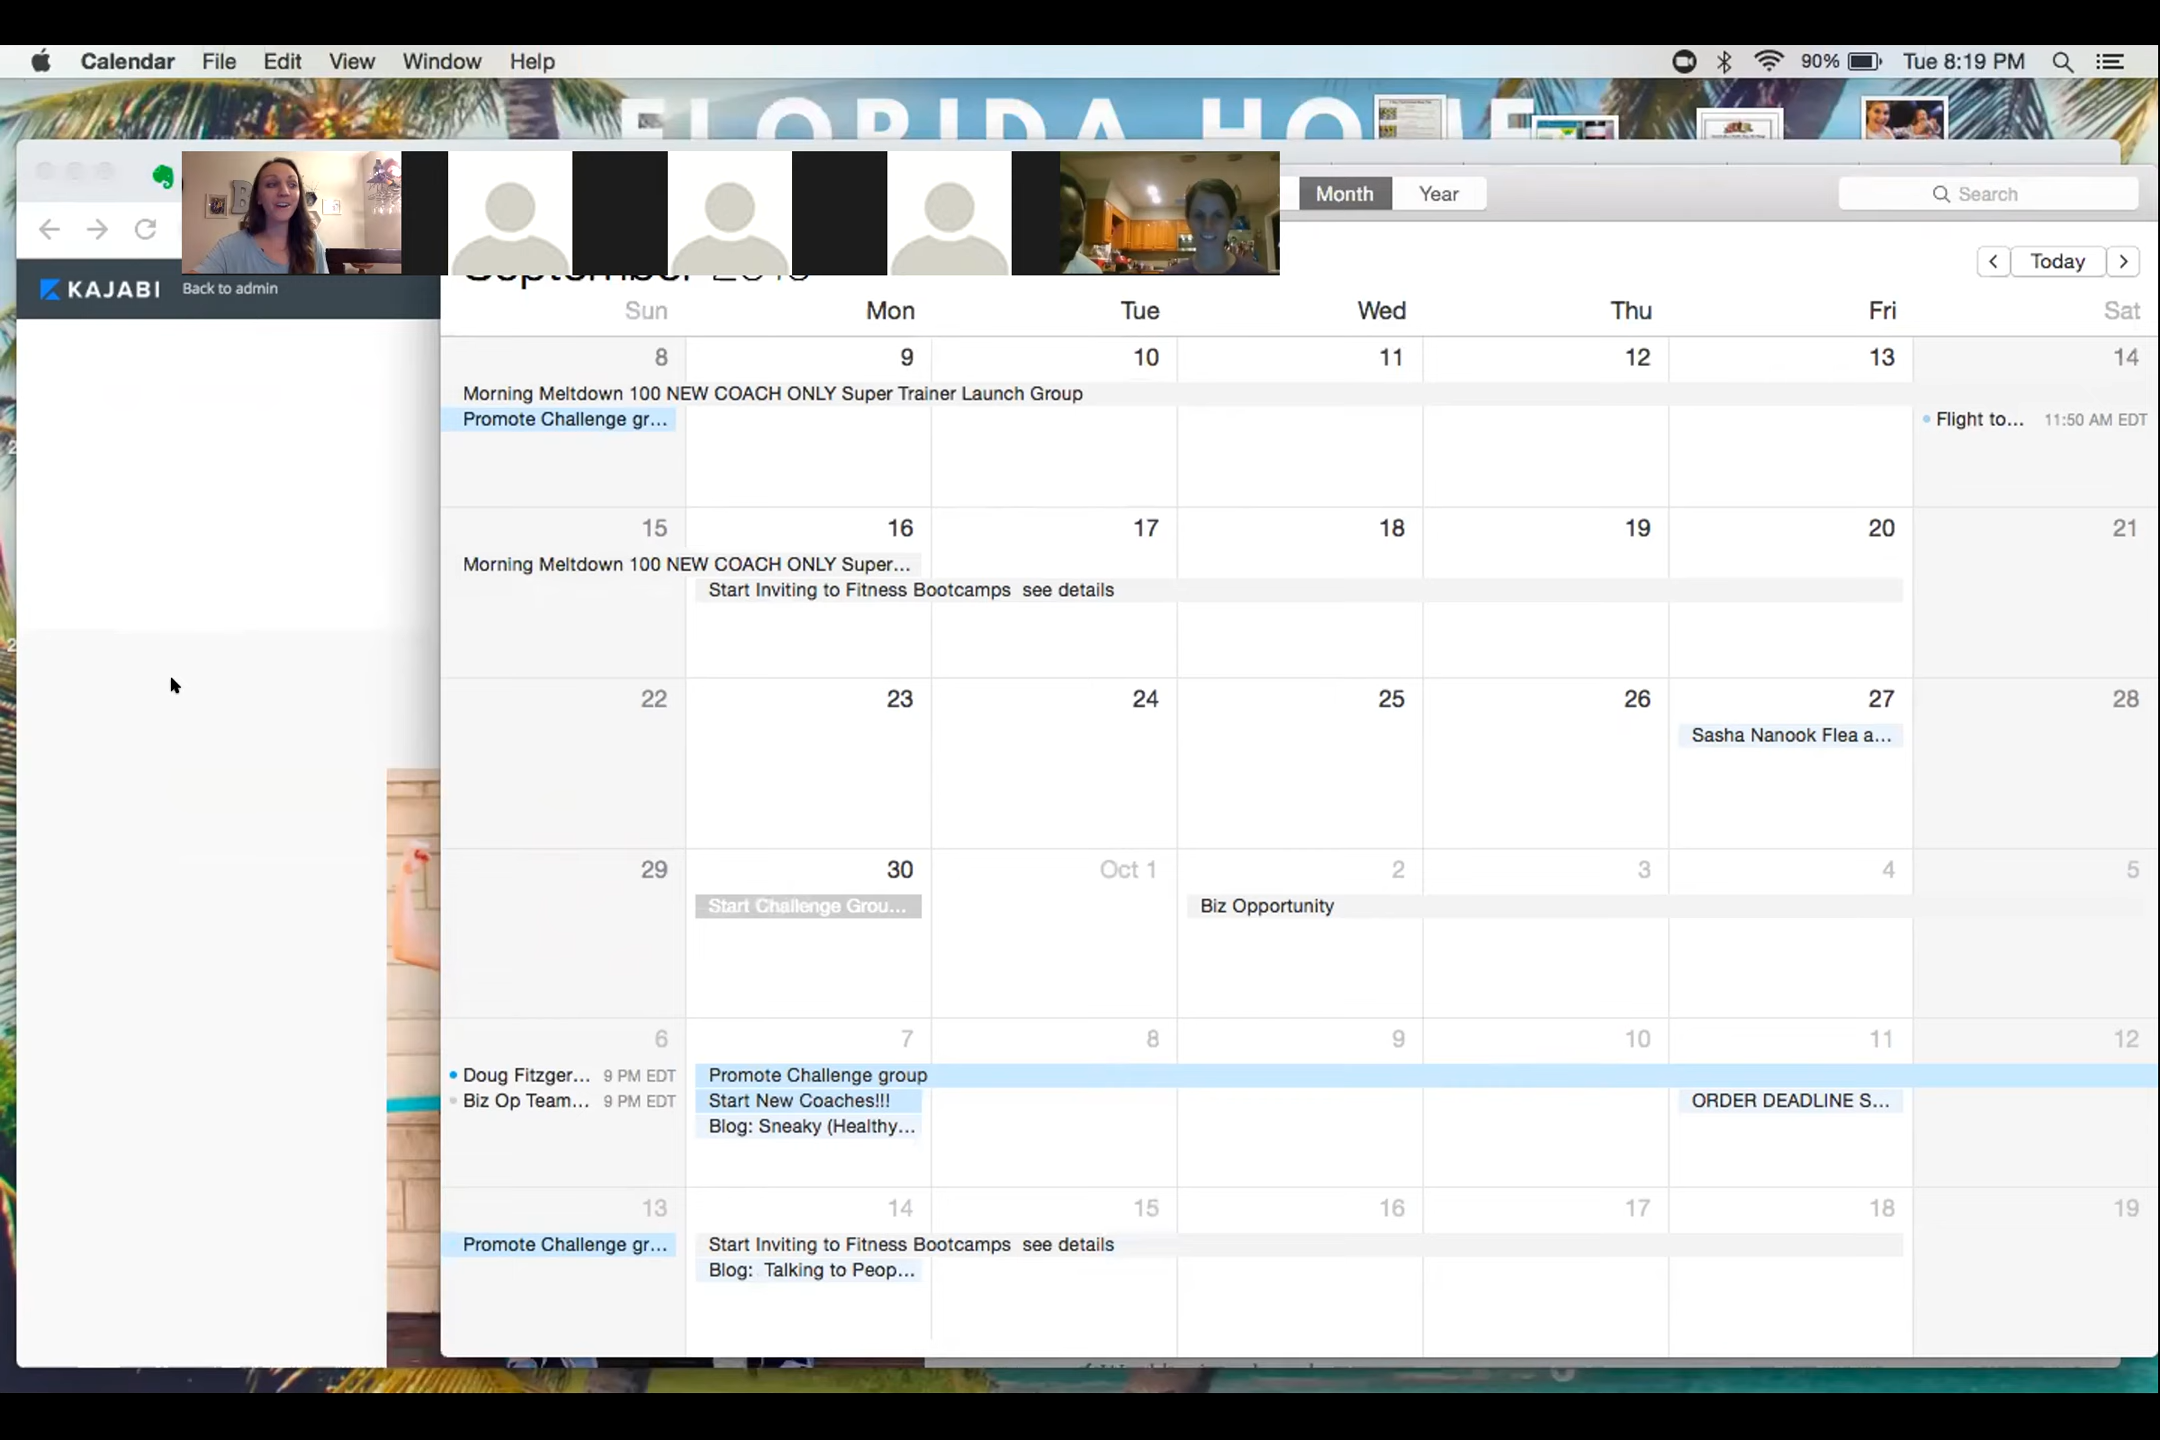 Calendar File Edit View Window Help 90% Tue 8:19 PM
FLORIDA HOME
Month Year Search
KAJABI Back to admin
September
Today
Sun Mon Tue Wed Thu Fri Sat
8 9 10 11 12 13 14
Morning Meltdown 100 NEW COACH ONLY Super Trainer Launch Group
Promote Challenge gr... Flight to... 11:50 AM EDT
15 16 17 18 19 20 21
Morning Meltdown 100 NEW COACH ONLY Super...
Start Inviting to Fitness Bootcamps see details
22 23 24 25 26 27 28
Sasha Nanook Flea a...
29 30 Oct 1 2 3 4 5
Start Challenge Grou... Biz Opportunity
6 7 8 9 10 11 12
Doug Fitzger... 9 PM EDT Promote Challenge group
Biz Op Team... 9 PM EDT Start New Coaches!!! ORDER DEADLINE S...
Blog: Sneaky (Healthy...
13 14 15 16 17 18 19
Promote Challenge gr... Start Inviting to Fitness Bootcamps see details
Blog: Talking to Peop...